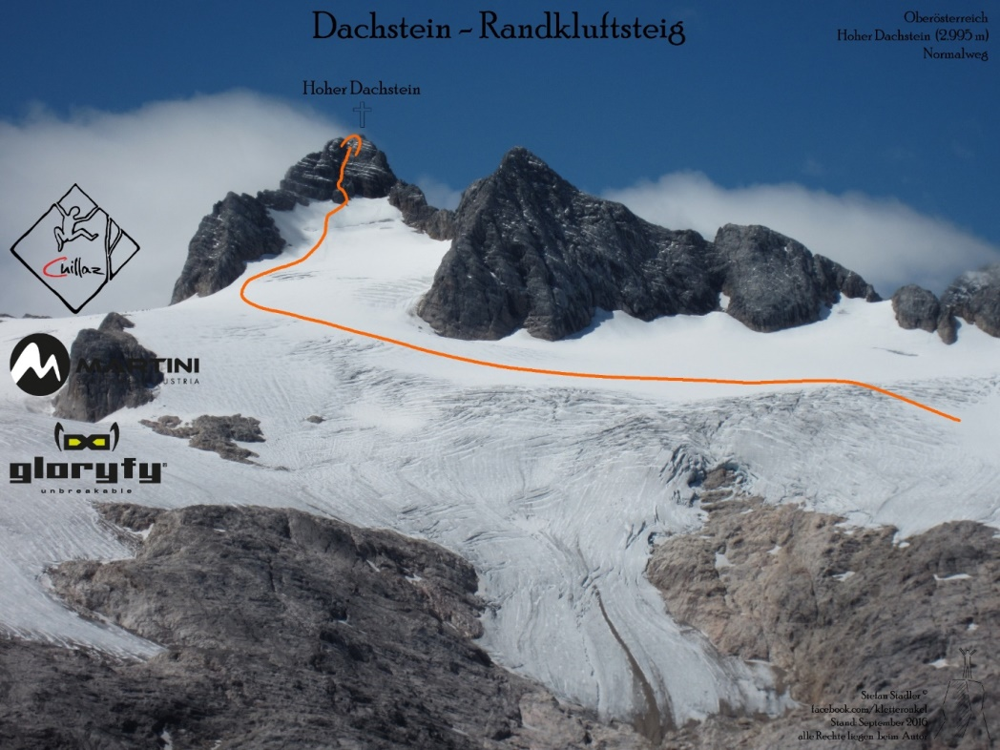 Dachstein - Randkluftsteig
Oberösterreich
Hoher Dachstein (2.995 m)
Normalweg
Hoher Dachstein
Chillaz
MARTINI
AUSTRIA
gloryfy®
unbreakable
Stefan Stadler ©
facebook.com/kletteronkel
Stand: September 2016
alle Rechte liegen beim Autor